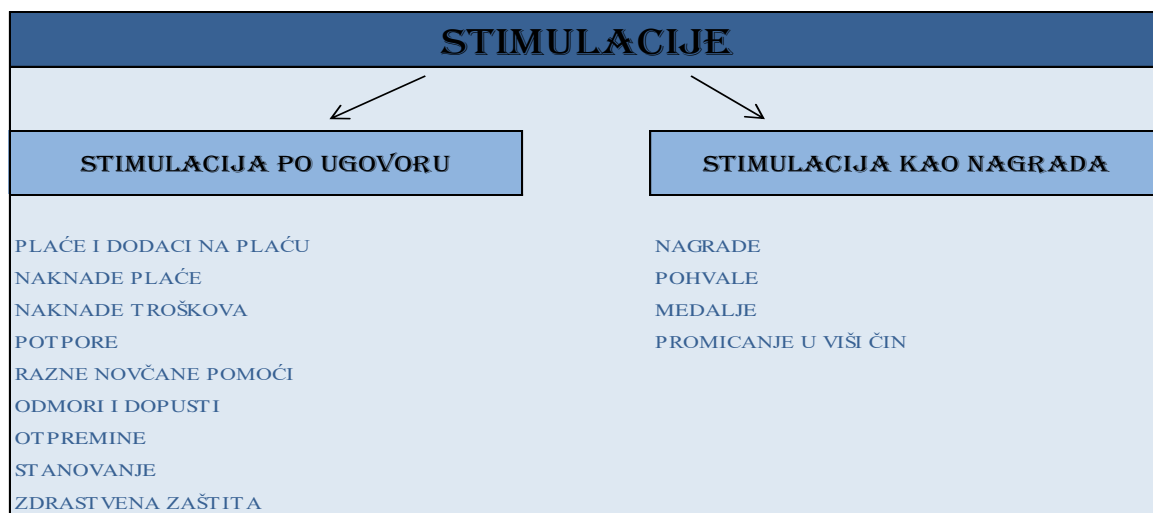 STIMULACIJE
STIMULACIJA PO UGOVORU
PLAĆE I DODACI NA PLAĆU
NAKNADE PLAĆE
NAKNADE TROŠKOVA
POTPORE
RAZNE NOVČANE POMOĆI
ODMORI I DOPUSTI
OTPREMINE
STANOVANJE
ZDRASTVENA ZAŠTITA
STIMULACIJA KAO NAGRADA
NAGRADE
POHVALE
MEDALJE
PROMICANJE U VIŠI ČIN